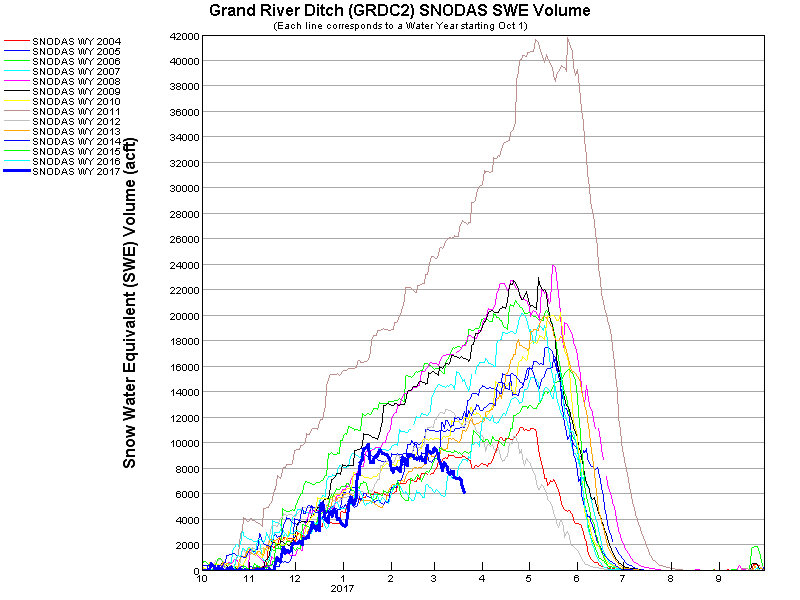 Grand River Ditch (GRDC2) SNODAS SWE Volume
(Each line corresponds to a Water Year starting Oct 1)
SNODAS WY 2004
SNODAS WY 2005
SNODAS WY 2006
SNODAS WY 2007
SNODAS WY 2008
SNODAS WY 2009
SNODAS WY 2010
SNODAS WY 2011
SNODAS WY 2012
SNODAS WY 2013
SNODAS WY 2014
SNODAS WY 2015
SNODAS WY 2016
SNODAS WY 2017
Snow Water Equivalent (SWE) Volume (acft)
42000
40000
38000
36000
34000
32000
30000
28000
26000
24000
22000
20000
18000
16000
14000
12000
10000
8000
6000
4000
2000
0
10 11 12 1 2 3 4 5 6 7 8 9
2017